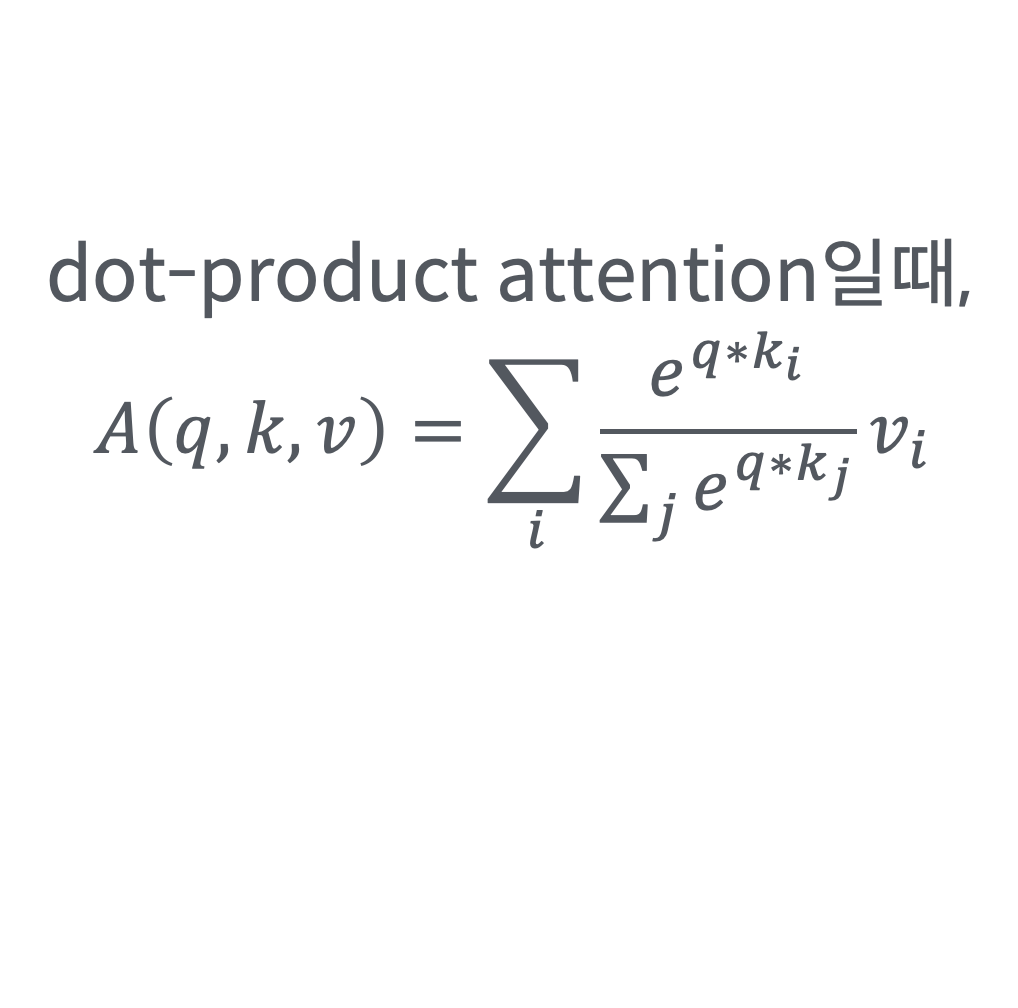 dot-product attention일때,
A(q, k, v) = ∑_i e^{q*k_i} / ∑_j e^{q*k_j} v_i